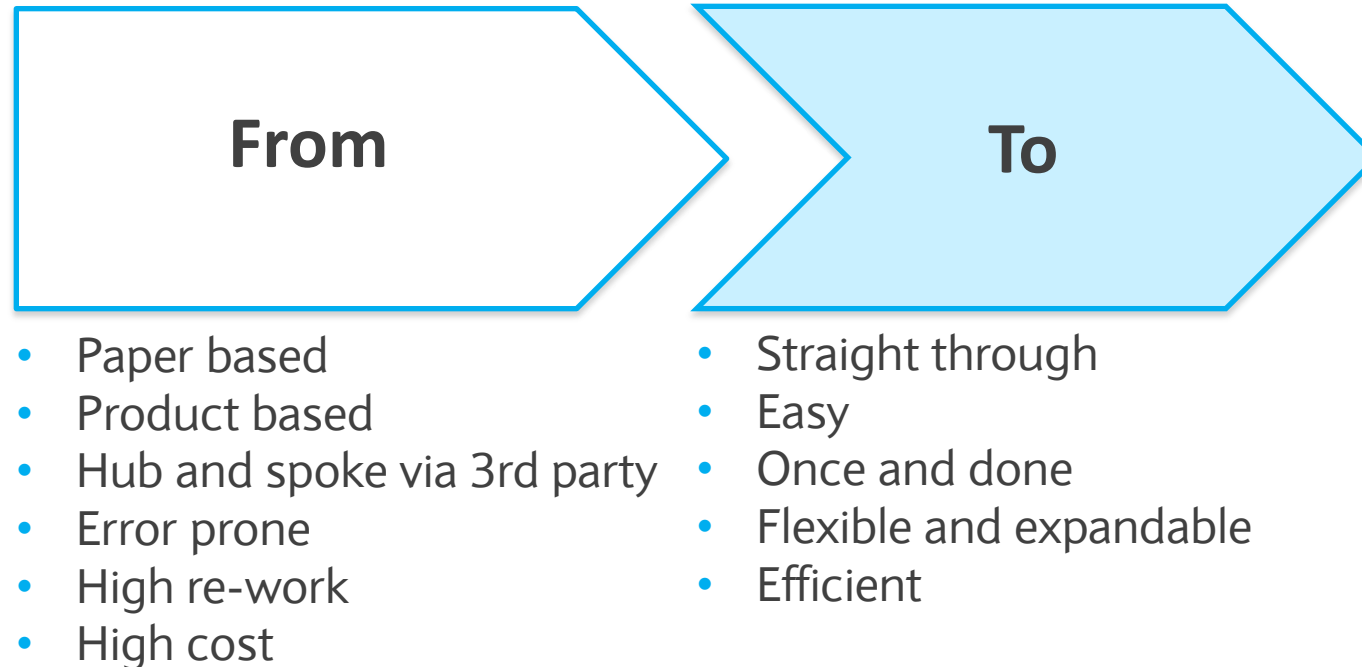 From
Paper based
Product based
Hub and spoke via 3rd party
Error prone
High re-work
High cost
To
Straight through
Easy
Once and done
Flexible and expandable
Efficient